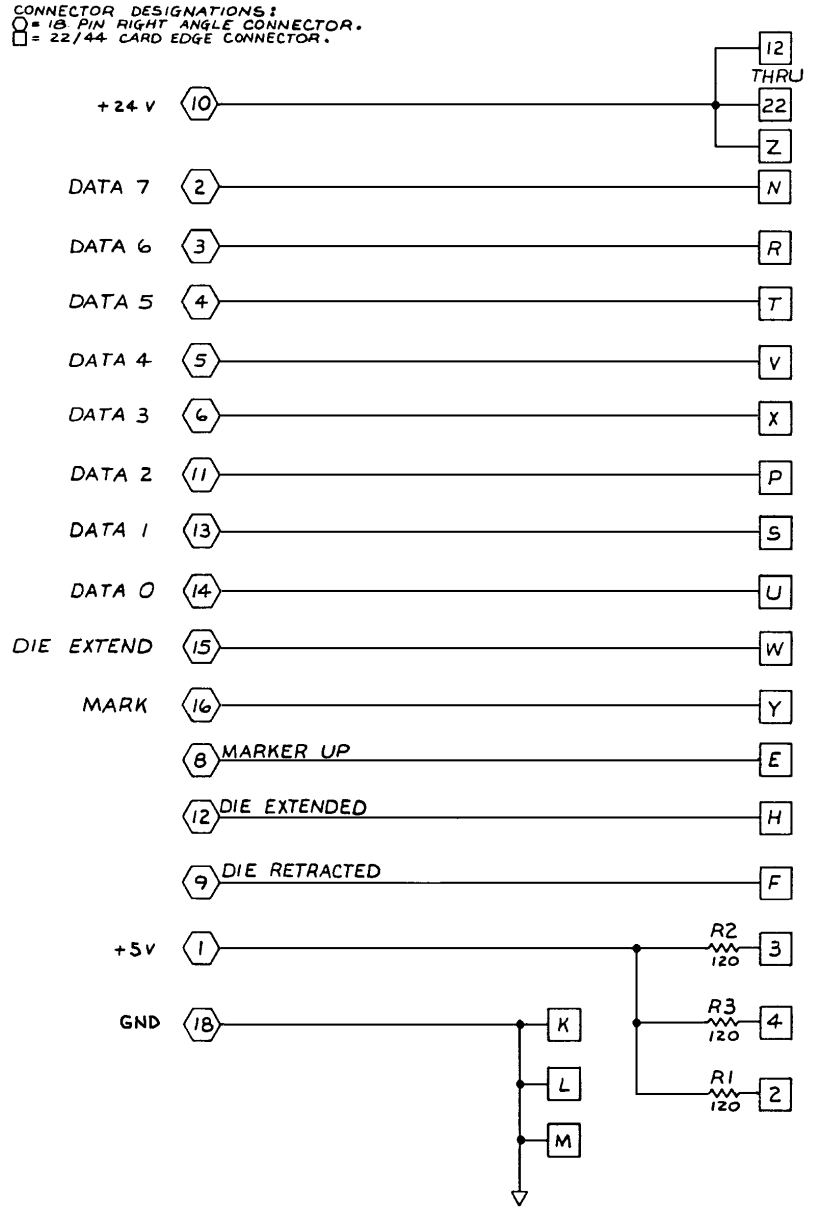 CONNECTOR DESIGNATIONS:
= 18 PIN RIGHT ANGLE CONNECTOR.
= 22/44 CARD EDGE CONNECTOR.
12
THRU
+24 V 10 22
Z
DATA 7 2 N
DATA 6 3 R
DATA 5 4 T
DATA 4 5 V
DATA 3 6 X
DATA 2 11 P
DATA 1 13 S
DATA 0 14 U
DIE EXTEND 15 W
MARK 16 Y
8 MARKER UP E
12 DIE EXTENDED H
9 DIE RETRACTED F
+5V 1 R2 120 3
GND 18 K R3 120 4
L R1 120 2
M